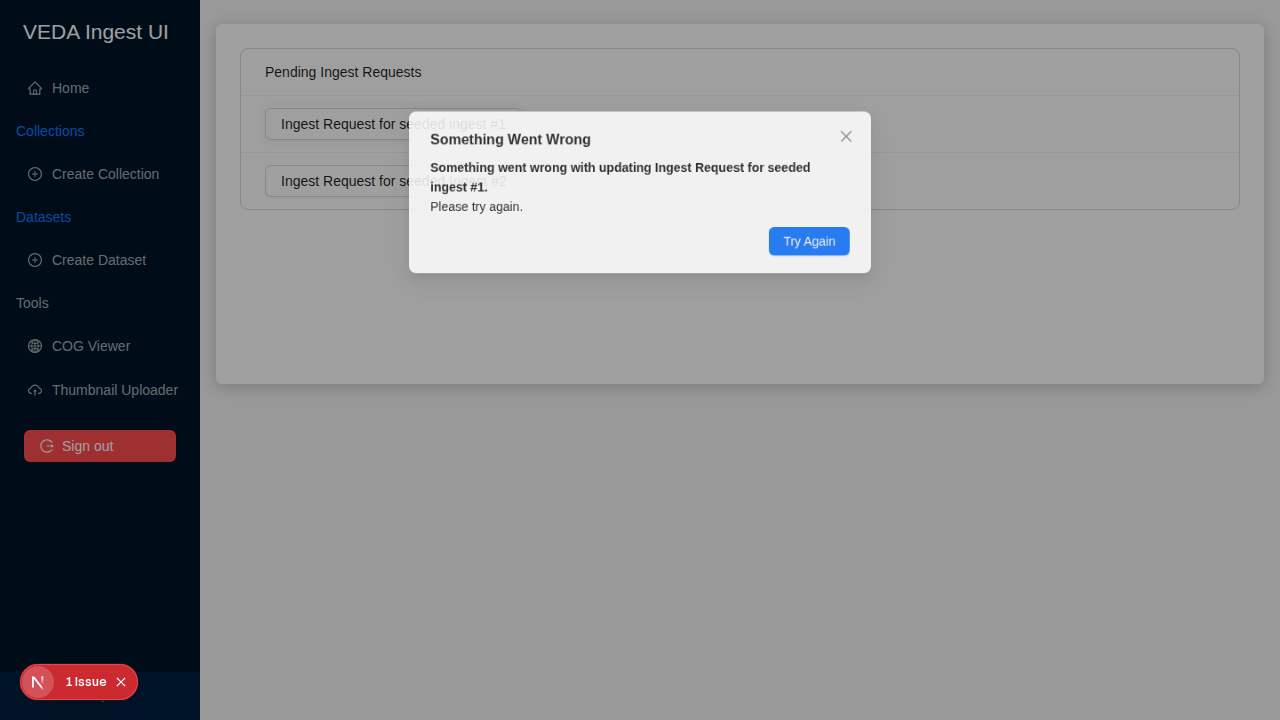 VEDA Ingest UI
Home
Collections
Create Collection
Datasets
Create Dataset
Tools
COG Viewer
Thumbnail Uploader
Sign out
1 Issue
Pending Ingest Requests
Ingest Request for seeded ingest #1
Ingest Request for seeded ingest #2
Something Went Wrong
Something went wrong with updating Ingest Request for seeded
ingest #1.
Please try again.
Try Again